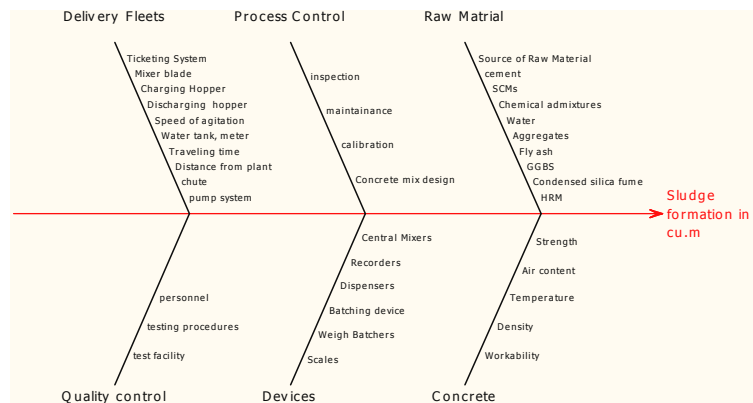 Delivery Fleets
Process Control
Raw Matrial
Ticketing System
Mixer blade
Charging Hopper
Discharging hopper
Speed of agitation
Water tank, meter
Traveling time
Distance from plant
chute
pump system
inspection
maintainance
calibration
Concrete mix design
Source of Raw Material
cement
SCMs
Chemical admixtures
Water
Aggregates
Fly ash
GGBS
Condensed silica fume
HRM
Sludge
formation in
cu.m
personnel
testing procedures
test facility
Central Mixers
Recorders
Dispensers
Batching device
Weigh Batchers
Scales
Strength
Air content
Temperature
Density
Workability
Quality control
Devices
Concrete